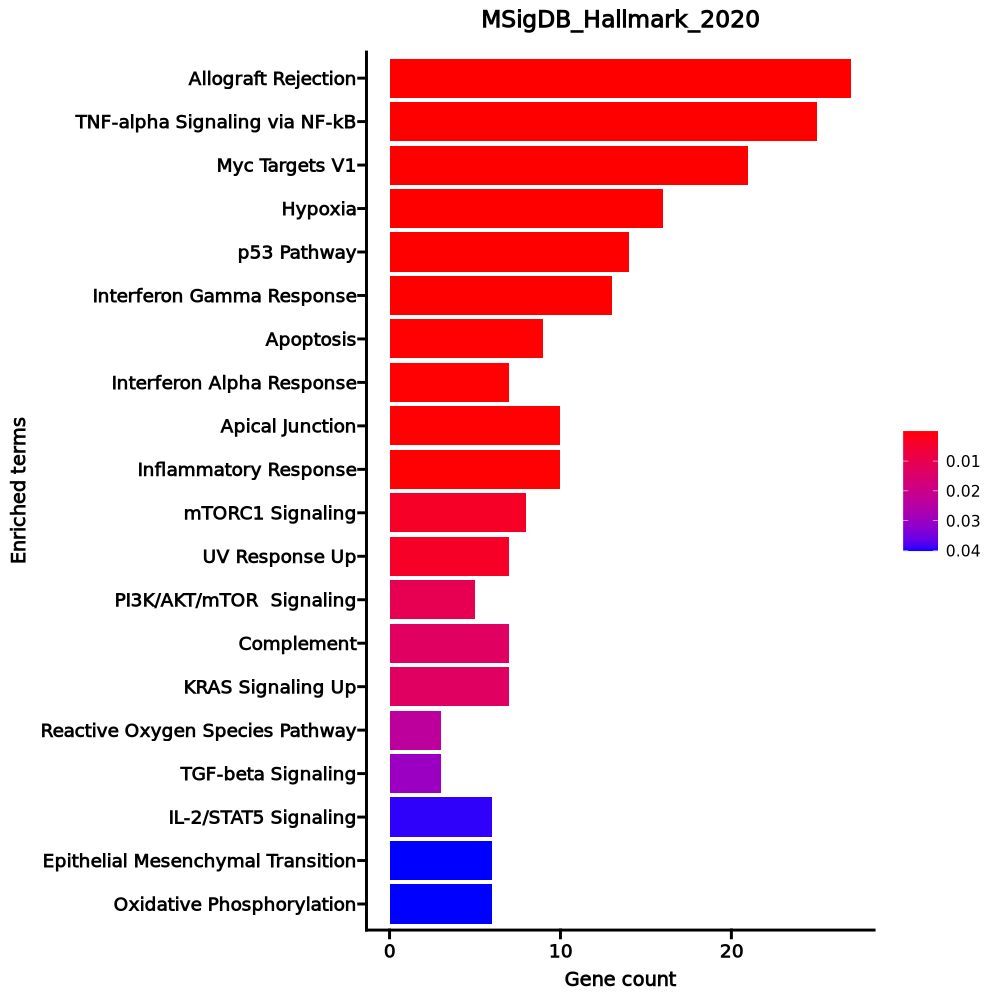 MSigDB_Hallmark_2020
Allograft Rejection
TNF-alpha Signaling via NF-kB
Myc Targets V1
Hypoxia
p53 Pathway
Interferon Gamma Response
Apoptosis
Interferon Alpha Response
Apical Junction
Inflammatory Response
mTORC1 Signaling
UV Response Up
PI3K/AKT/mTOR  Signaling
Complement
KRAS Signaling Up
Reactive Oxygen Species Pathway
TGF-beta Signaling
IL-2/STAT5 Signaling
Epithelial Mesenchymal Transition
Oxidative Phosphorylation
Enriched terms
0 10 20
Gene count
0.01
0.02
0.03
0.04